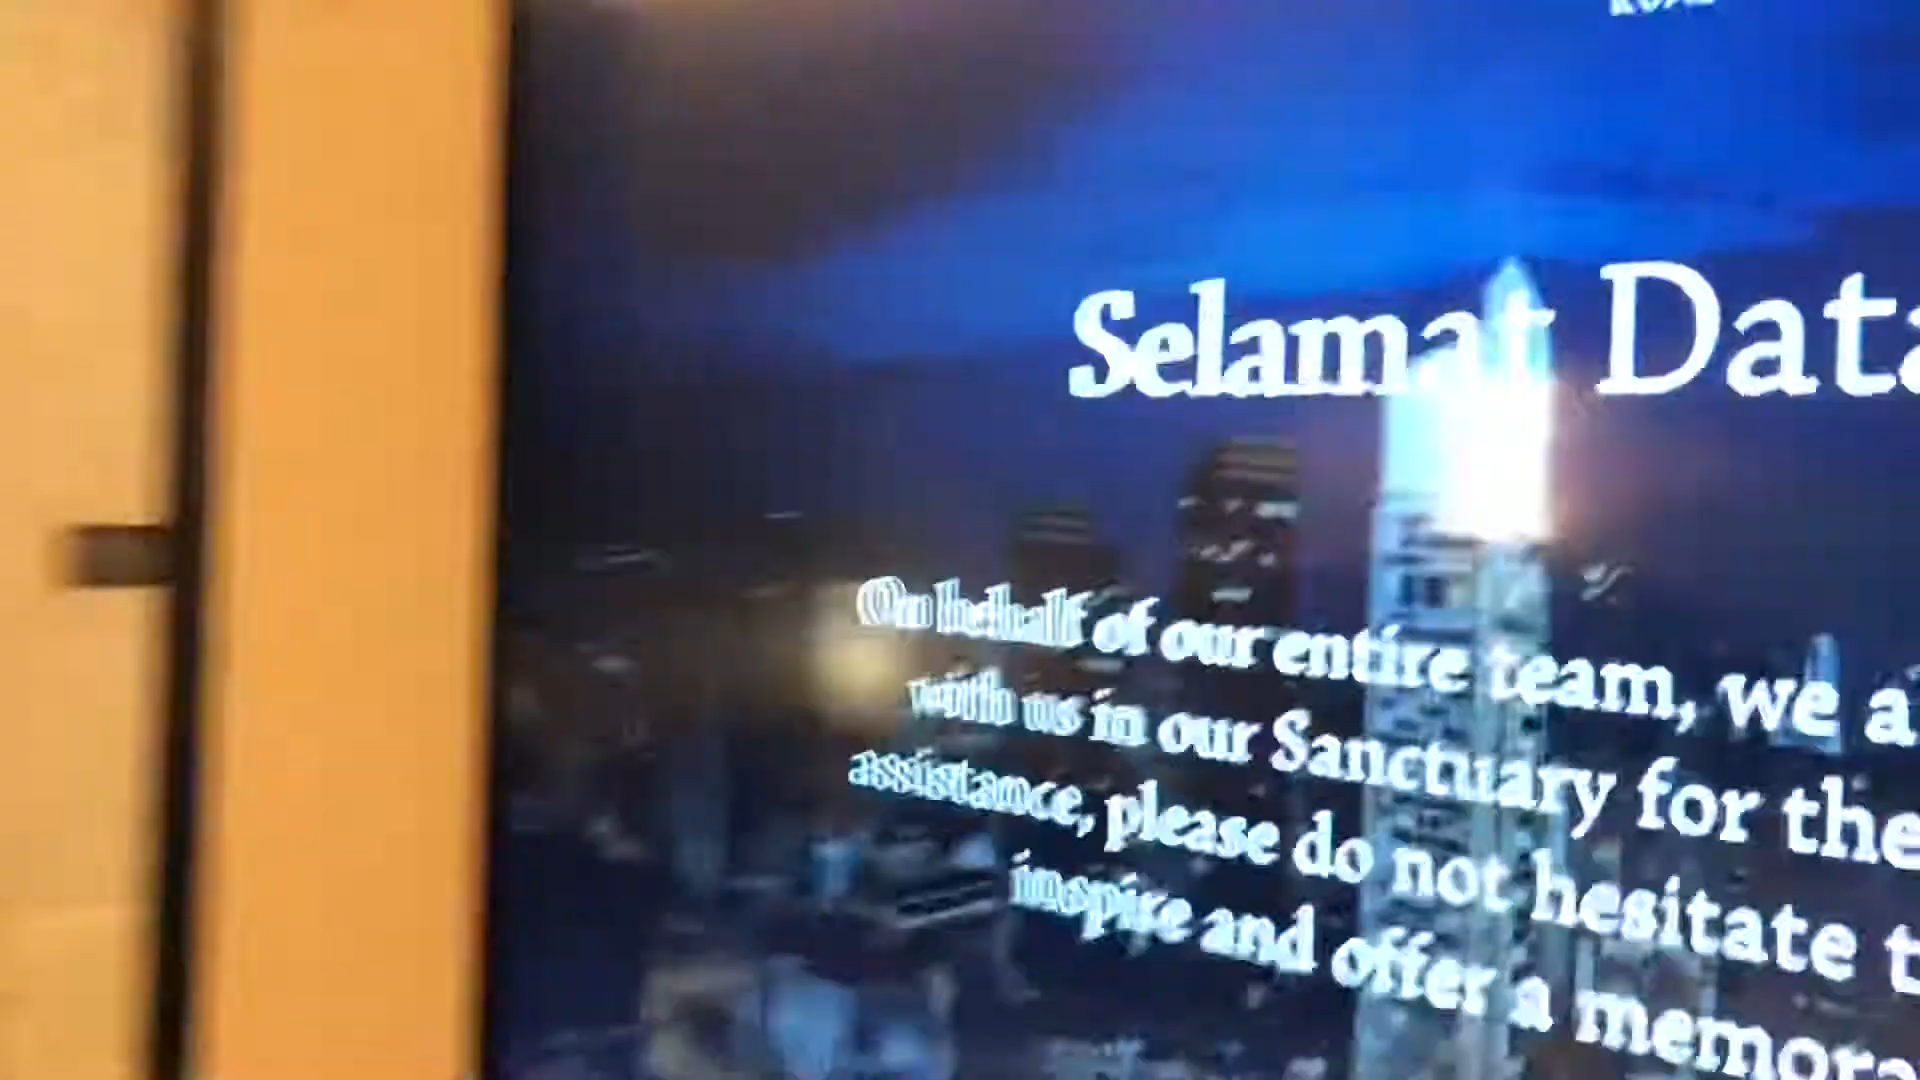 Selamat Data
On behalf of our entire team, we a
with us in our Sanctuary for the
assistance, please do not hesitate t
inspire and offer a memora